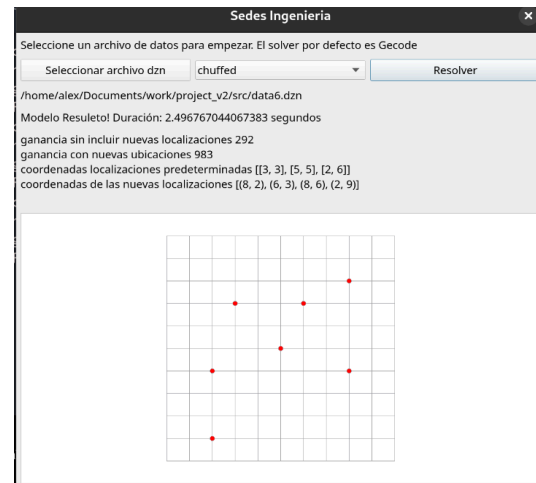 Sedes Ingenieria
Seleccione un archivo de datos para empezar. El solver por defecto es Gecode
Seleccionar archivo dzn chuffed Resolver
/home/alex/Documents/work/project_v2/src/data6.dzn
Modelo Resuleto! Duración: 2.496767044067383 segundos
ganancia sin incluir nuevas localizaciones 292
ganancia con nuevas ubicaciones 983
coordenadas localizaciones predeterminadas [[3, 3], [5, 5], [2, 6]]
coordenadas de las nuevas localizaciones [(8, 2), (6, 3), (8, 6), (2, 9)]